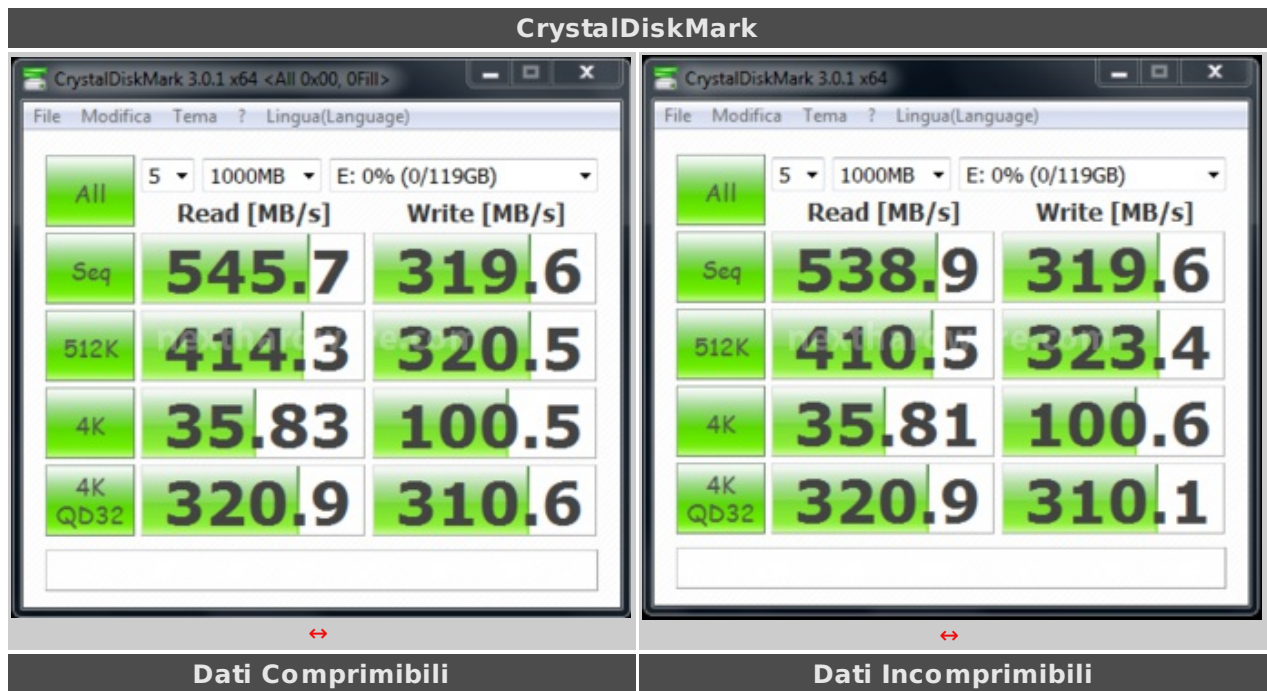 CrystalDiskMark
CrystalDiskMark 3.0.1 x64 <All 0x00, 0Fill>
File Modifica Tema ? Lingua(Language)
All 5 1000MB E: 0% (0/119GB)
Read [MB/s] Write [MB/s]
Seq 545.7 319.6
512K 414.3 320.5
4K 35.83 100.5
4K QD32 320.9 310.6
nexthardware.com
Dati Comprimibili
CrystalDiskMark 3.0.1 x64
File Modifica Tema ? Lingua(Language)
All 5 1000MB E: 0% (0/119GB)
Read [MB/s] Write [MB/s]
Seq 538.9 319.6
512K 410.5 323.4
4K 35.81 100.6
4K QD32 320.9 310.1
nexthardware.com
Dati Incomprimibili